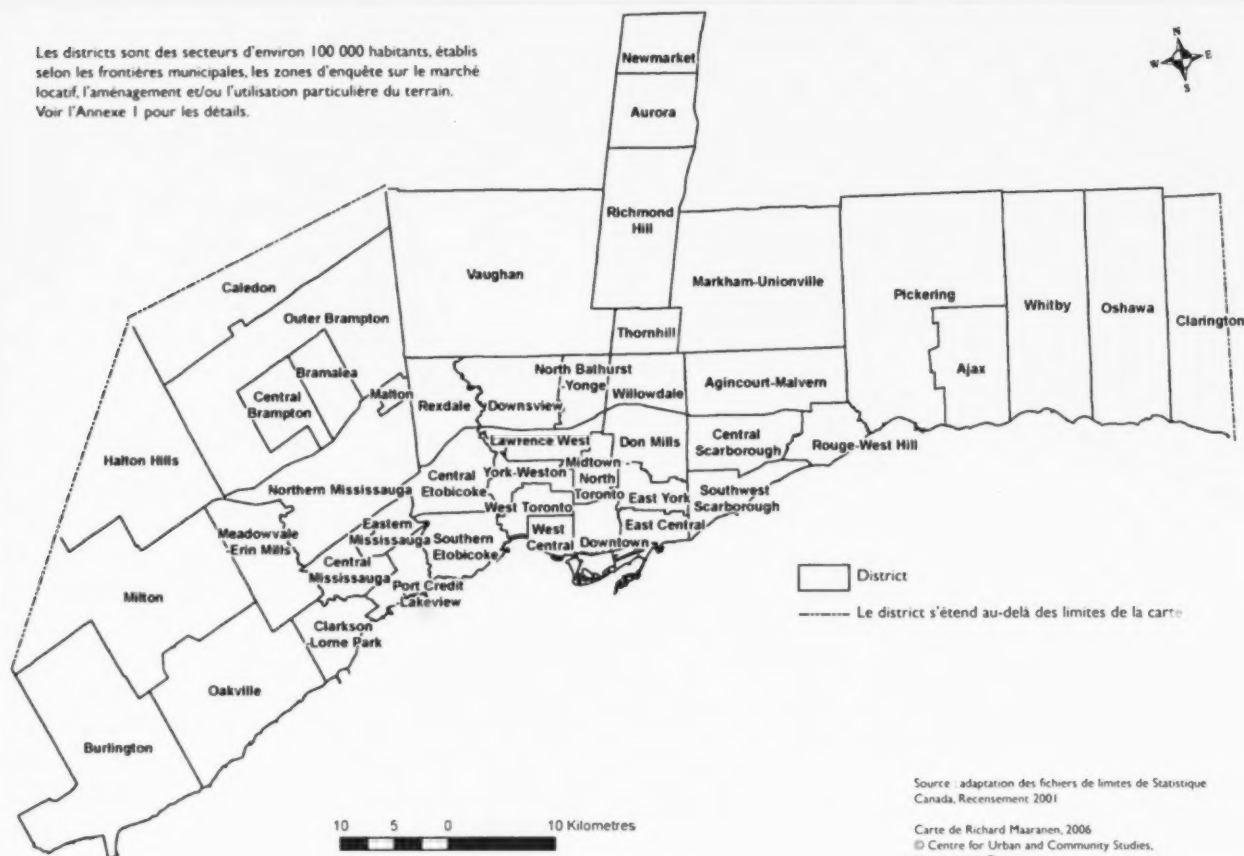 Les districts sont des secteurs d'environ 100 000 habitants, établis
selon les frontières municipales, les zones d'enquête sur le marché
locatif, l'aménagement et/ou l'utilisation particulière du terrain.
Voir l'Annexe 1 pour les détails.
N
W
E
S
Newmarket
Aurora
Richmond
Hill
Vaughan
Markham-Unionville
Thornhill
Pickering
Ajax
Whitby
Oshawa
Clarington
Caledon
Outer Brampton
Bramalea
Central
Brampton
Malton
Rexdale
Downsview
North Bathurst
-Yonge
Willowdale
Agincourt-Malvern
Halton Hills
Northern Mississauga
Central
Etobicoke
Lawrence West
York-Weston
Midtown
North
Toronto
Don Mills
Central
Scarborough
Rouge-West Hill
West Toronto
East York
Southwest
Scarborough
Meadowvale
-Erin Mills
Eastern
Mississauga
Southern
Etobicoke
West
Central
Downtown
East Central
Central
Mississauga
Port Credit
-Lakeview
Milton
Clarkson
-Lorne Park
Oakville
Burlington
District
Le district s'étend au-delà des limites de la carte
10 5 0 10 Kilometres
Source : adaptation des fichiers de limites de Statistique
Canada, Recensement 2001
Carte de Richard Maaranen, 2006
© Centre for Urban and Community Studies,